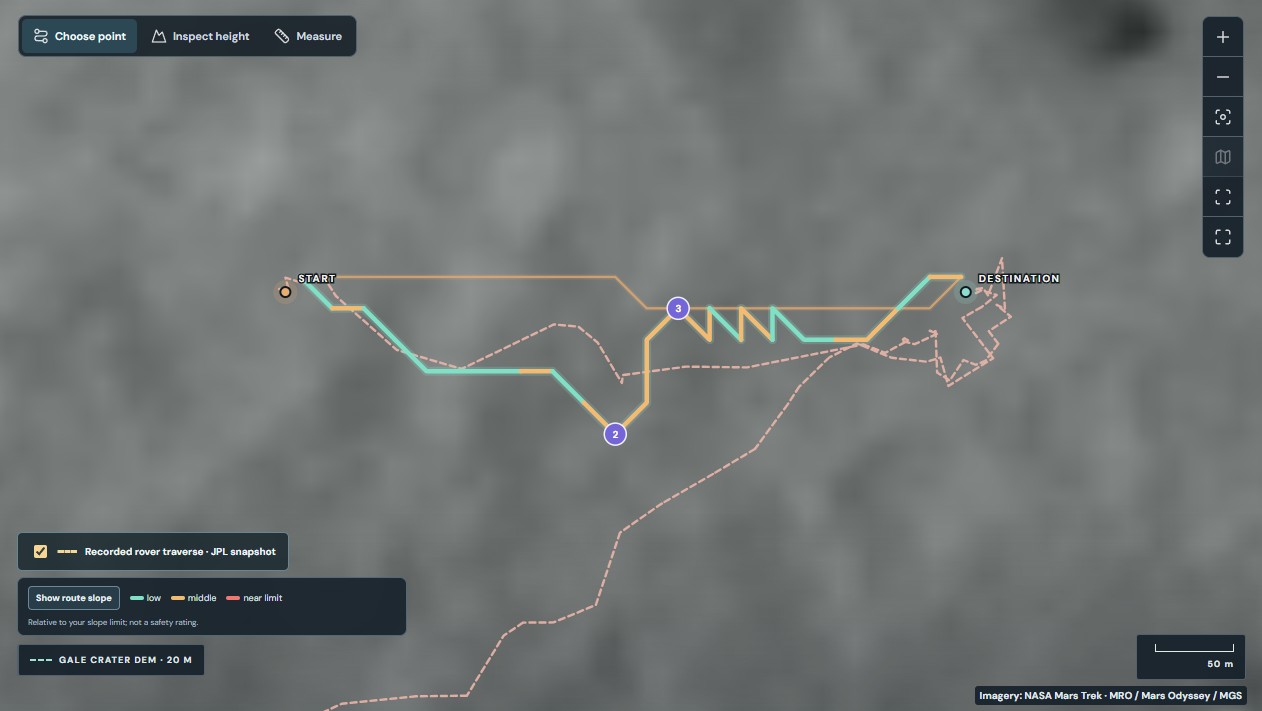 Choose point
Inspect height
Measure
START
DESTINATION
3
2
Recorded rover traverse · JPL snapshot
Show route slope
low
middle
near limit
Relative to your slope limit; not a safety rating.
GALE CRATER DEM · 20 M
50 m
Imagery: NASA Mars Trek · MRO / Mars Odyssey / MGS